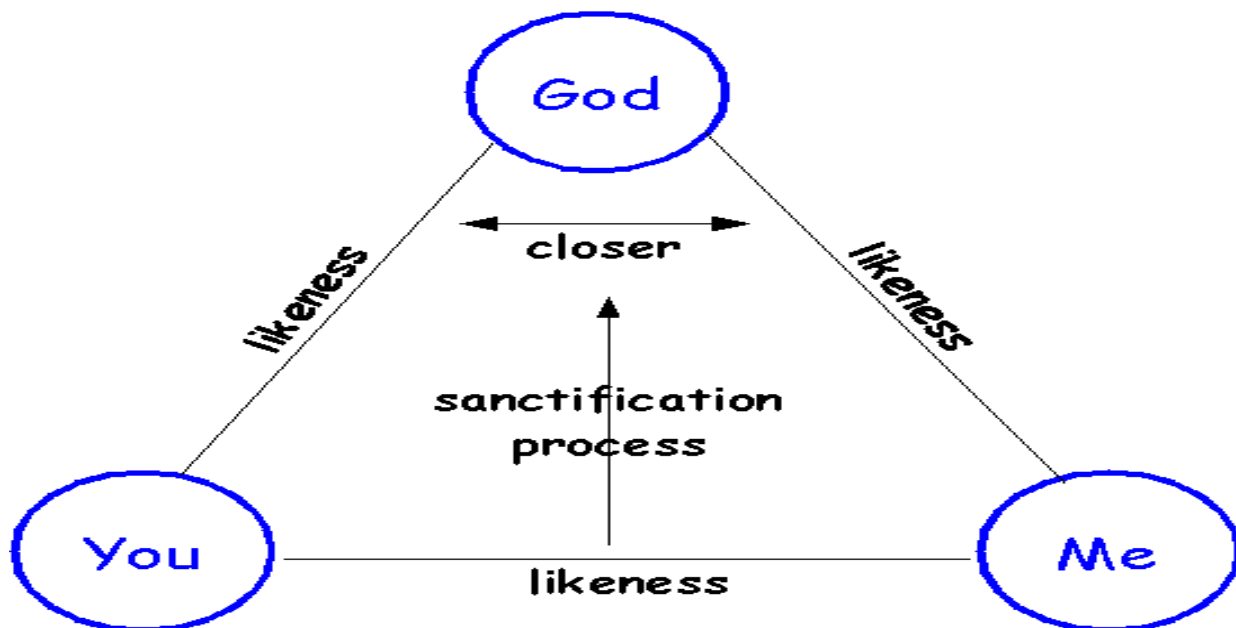 God
closer
likeness
likeness
sanctification
process
You
Me
likeness